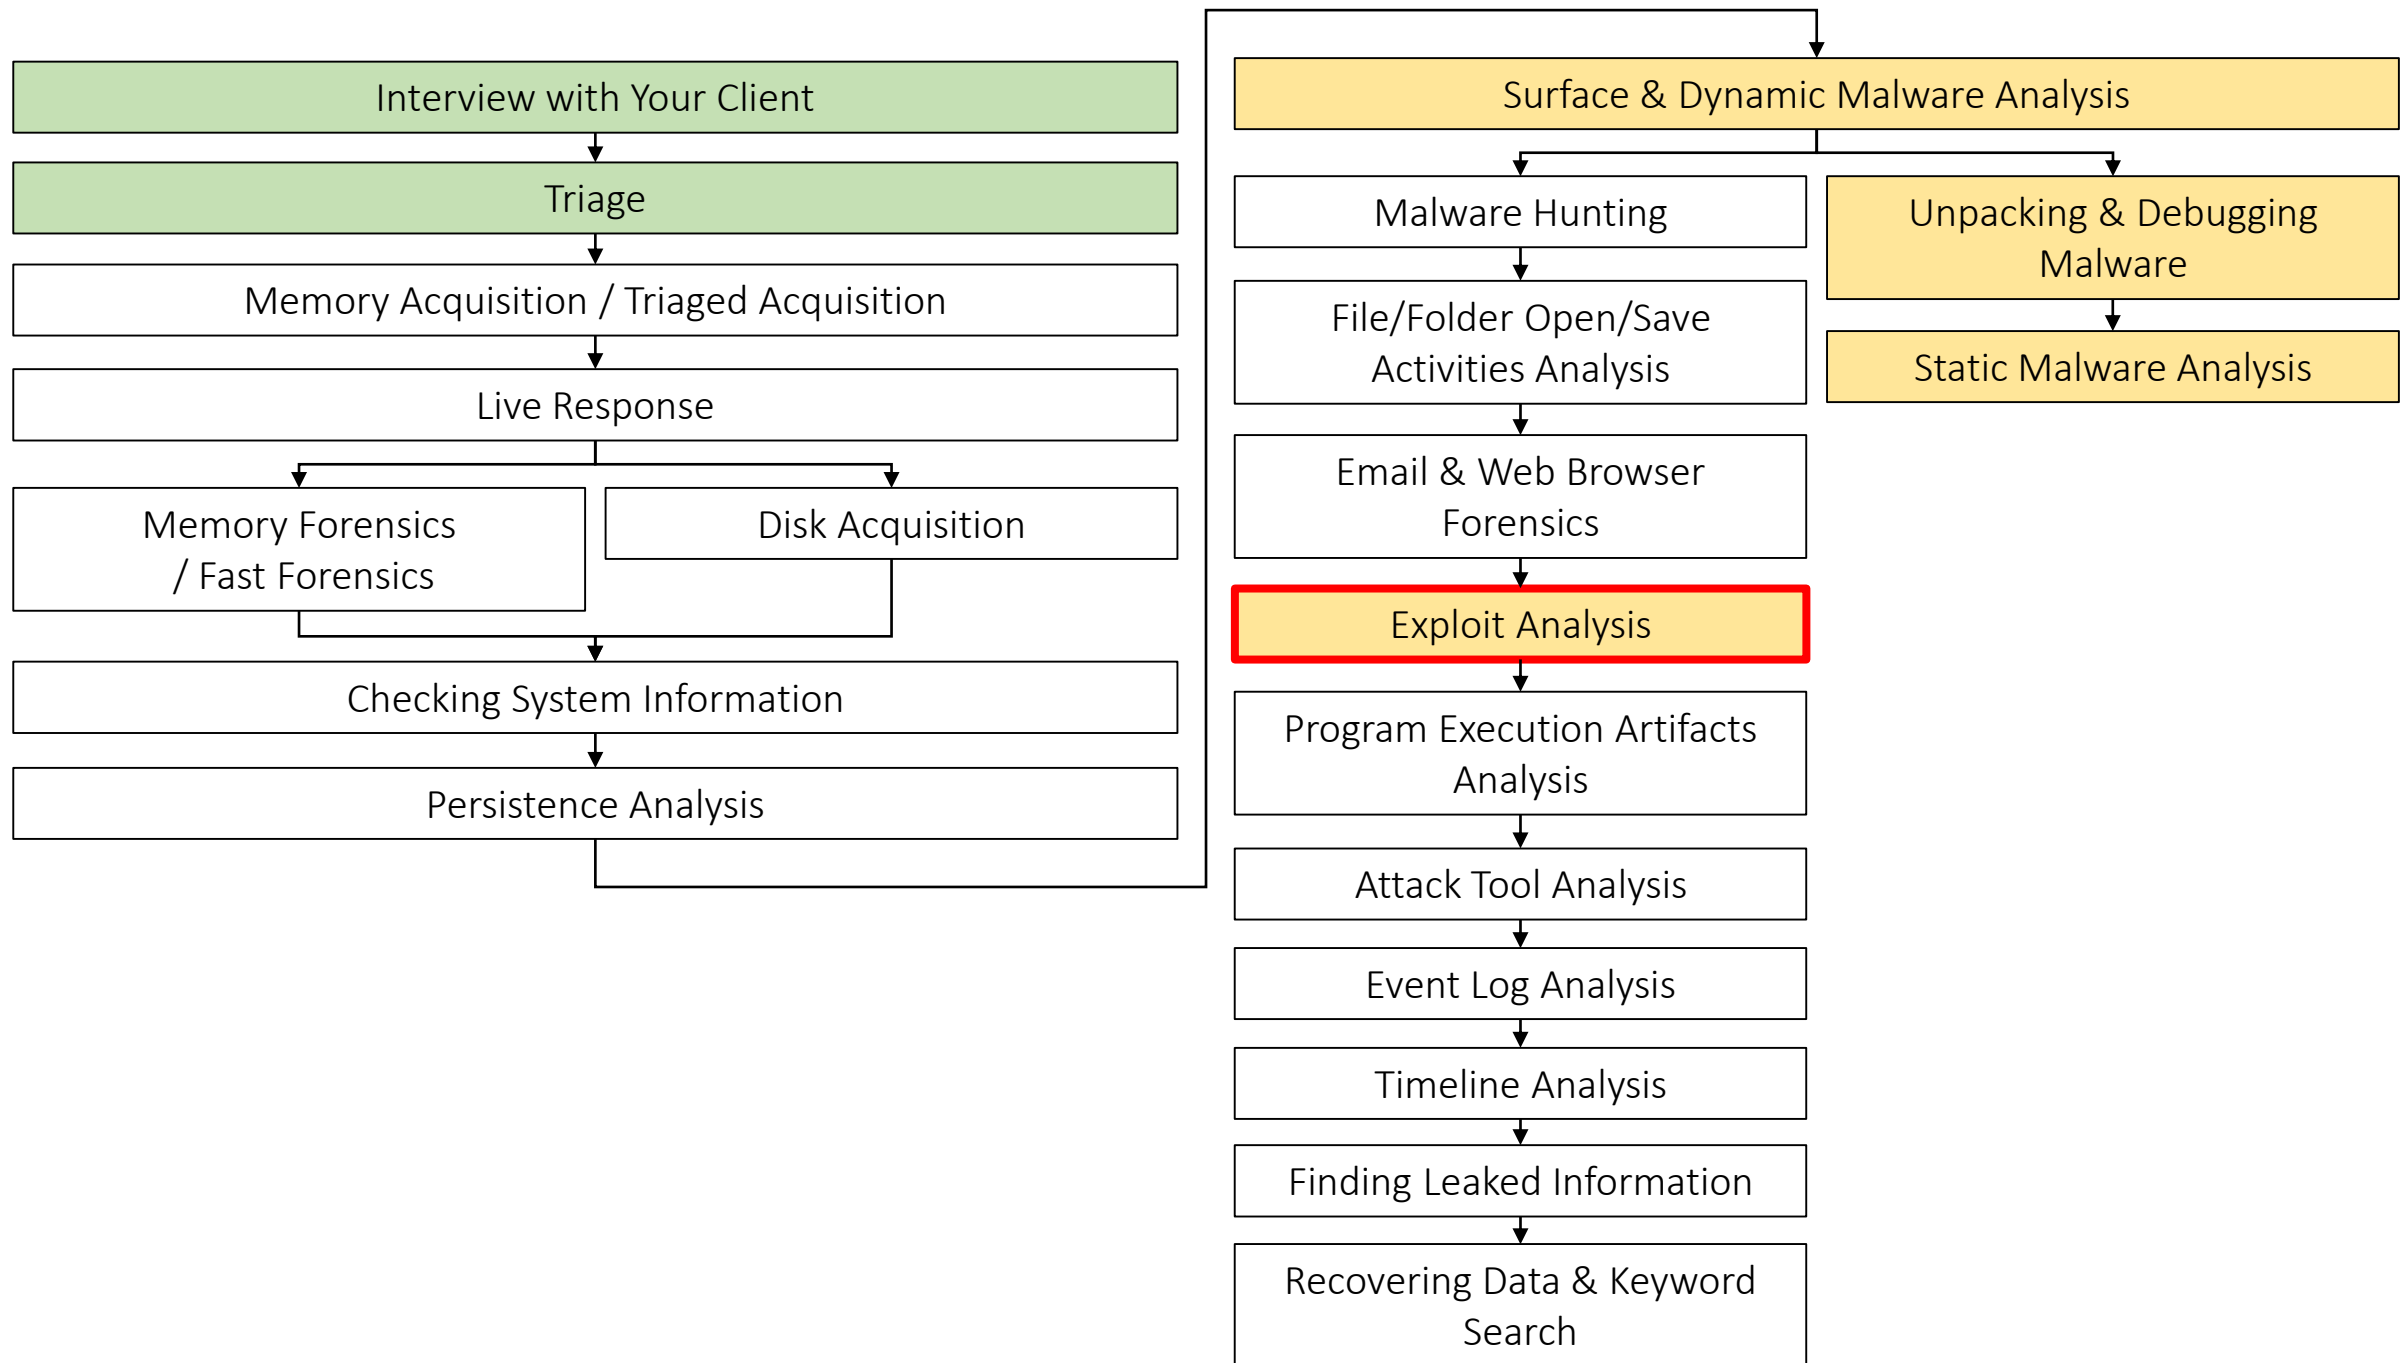 Interview with Your Client
Triage
Memory Acquisition / Triaged Acquisition
Live Response
Memory Forensics
/ Fast Forensics
Disk Acquisition
Checking System Information
Persistence Analysis
Surface & Dynamic Malware Analysis
Malware Hunting
File/Folder Open/Save
Activities Analysis
Email & Web Browser
Forensics
Exploit Analysis
Program Execution Artifacts
Analysis
Attack Tool Analysis
Event Log Analysis
Timeline Analysis
Finding Leaked Information
Recovering Data & Keyword
Search
Unpacking & Debugging
Malware
Static Malware Analysis